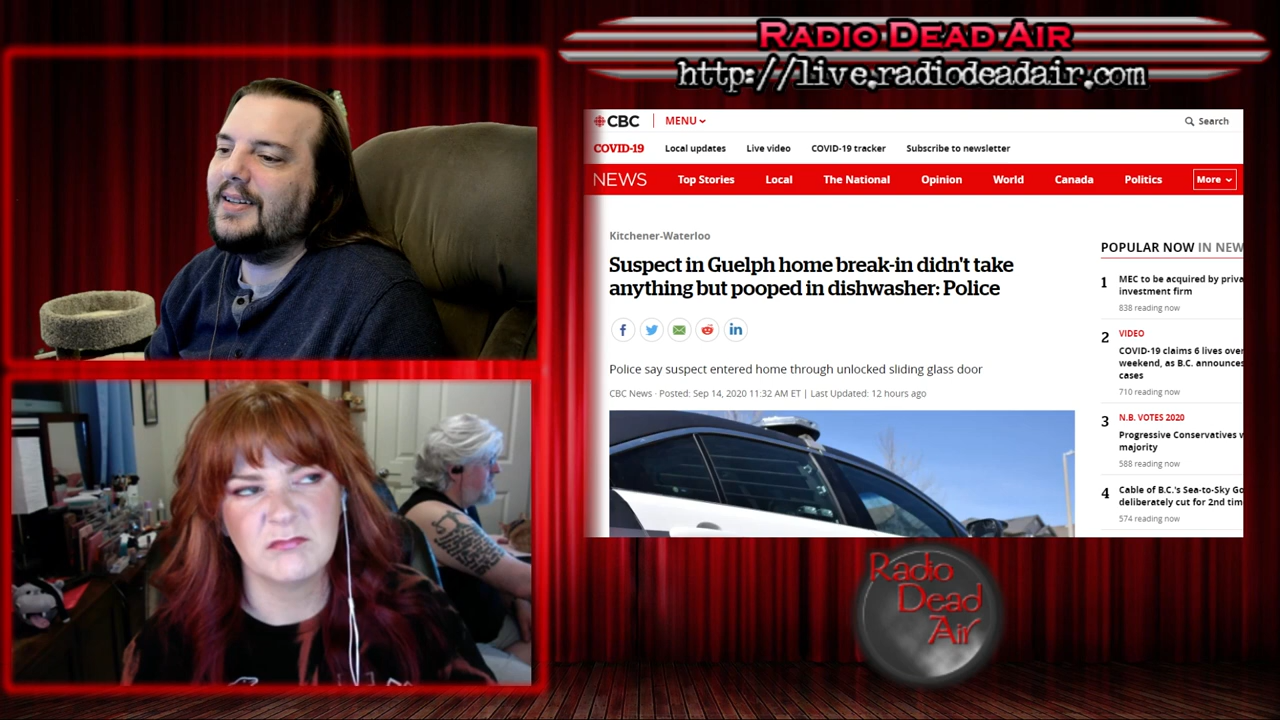 RADIO DEAD AIR
http://live.radiodeadair.com
CBC
MENU
Search
COVID-19
Local updates
Live video
COVID-19 tracker
Subscribe to newsletter
NEWS
Top Stories
Local
The National
Opinion
World
Canada
Politics
More
Kitchener-Waterloo
Suspect in Guelph home break-in didn't take
anything but pooped in dishwasher: Police
Police say suspect entered home through unlocked sliding glass door
CBC News · Posted: Sep 14, 2020 11:32 AM ET | Last Updated: 12 hours ago
POPULAR NOW IN NEW
1
MEC to be acquired by priva
investment firm
838 reading now
2
VIDEO
COVID-19 claims 6 lives over
weekend, as B.C. announces
cases
710 reading now
3
N.B. VOTES 2020
Progressive Conservatives w
majority
588 reading now
4
Cable of B.C.'s Sea-to-Sky Go
deliberately cut for 2nd tim
574 reading now
Radio
Dead
Air